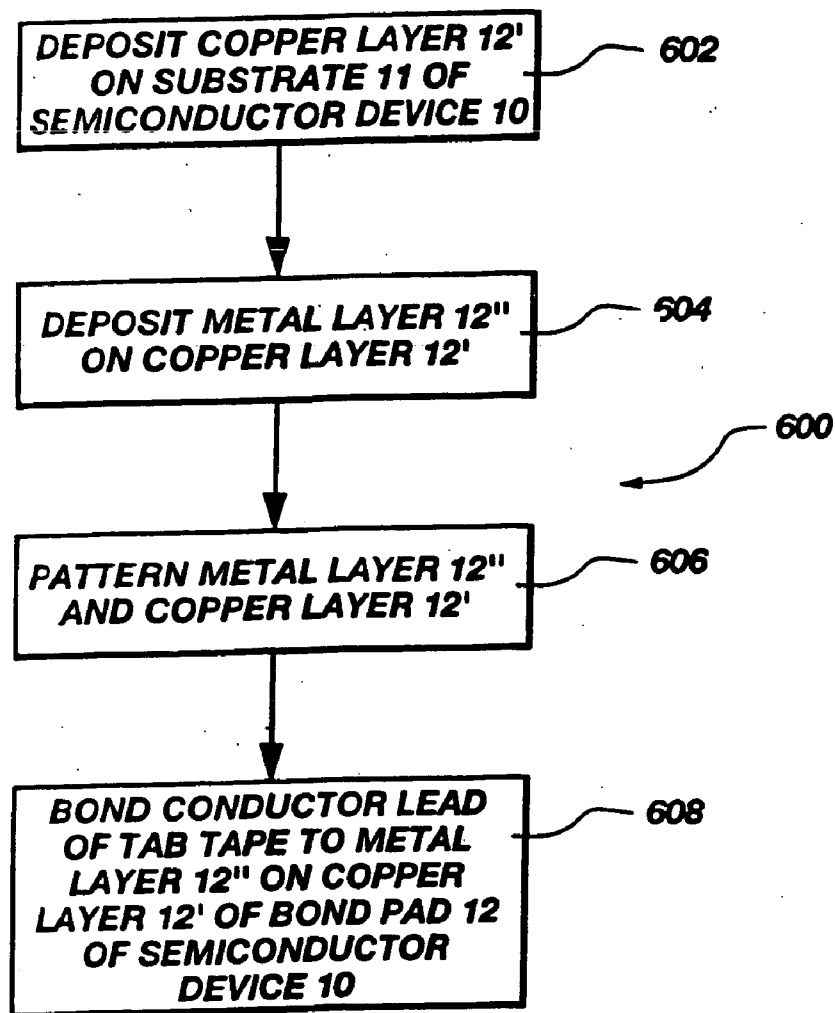 DEPOSIT COPPER LAYER 12'
ON SUBSTRATE 11 OF
SEMICONDUCTOR DEVICE 10
602
DEPOSIT METAL LAYER 12"
ON COPPER LAYER 12'
604
600
PATTERN METAL LAYER 12"
AND COPPER LAYER 12'
606
BOND CONDUCTOR LEAD
OF TAB TAPE TO METAL
LAYER 12" ON COPPER
LAYER 12' OF BOND PAD 12
OF SEMICONDUCTOR
DEVICE 10
608